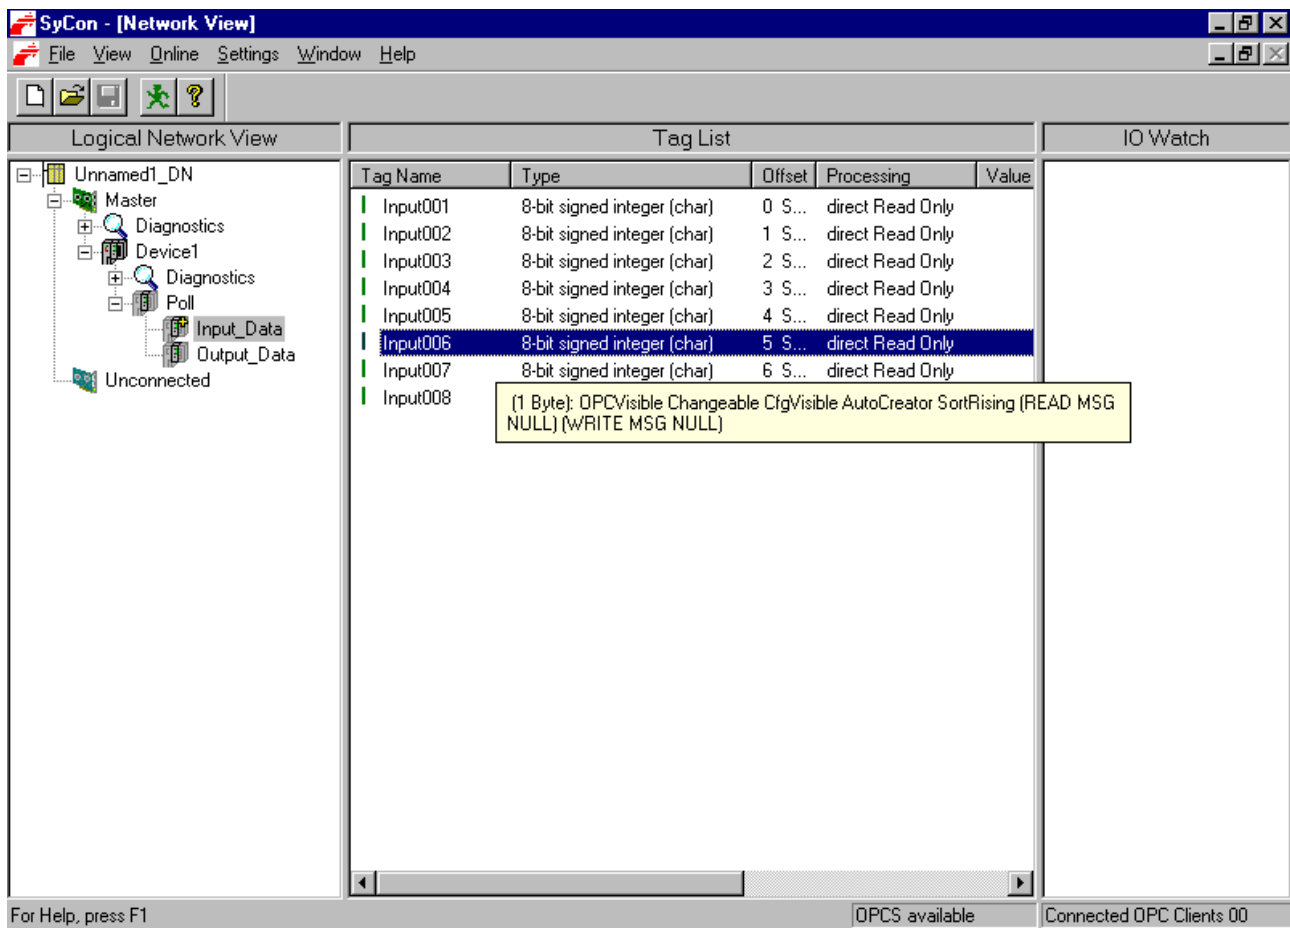 SyCon - [Network View]
File View Online Settings Window Help
Logical Network View
Tag List
IO Watch
Unnamed1_DN
Master
Diagnostics
Device1
Diagnostics
Poll
Input_Data
Output_Data
Unconnected
Tag Name Type Offset Processing Value
Input001 8-bit signed integer (char) 0 S... direct Read Only
Input002 8-bit signed integer (char) 1 S... direct Read Only
Input003 8-bit signed integer (char) 2 S... direct Read Only
Input004 8-bit signed integer (char) 3 S... direct Read Only
Input005 8-bit signed integer (char) 4 S... direct Read Only
Input006 8-bit signed integer (char) 5 S... direct Read Only
Input007 8-bit signed integer (char) 6 S... direct Read Only
Input008
(1 Byte): OPCVisible Changeable CfgVisible AutoCreator SortRising (READ MSG
NULL) (WRITE MSG NULL)
For Help, press F1
OPCS available
Connected OPC Clients 00